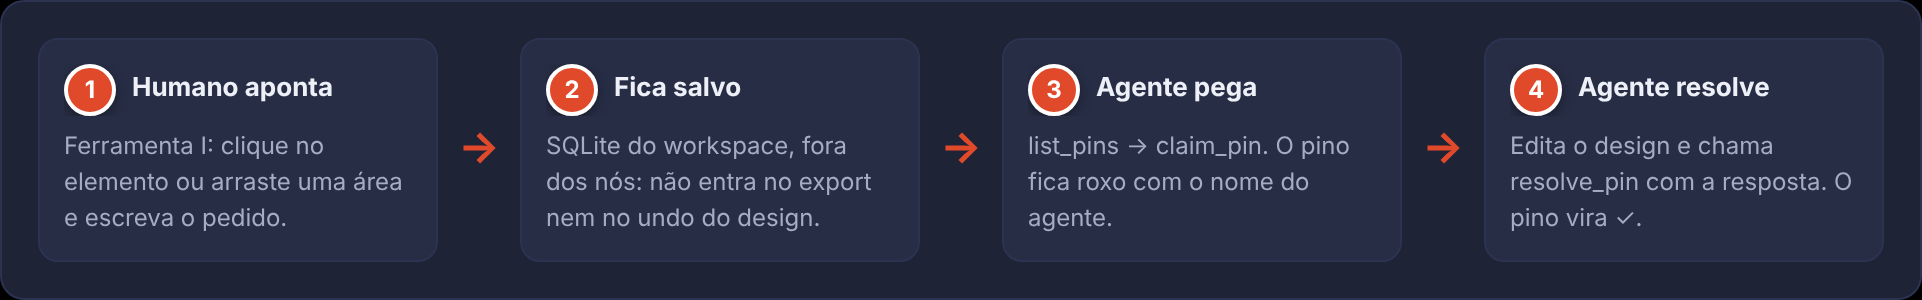 1 Humano aponta
Ferramenta I: clique no
elemento ou arraste uma área
e escreva o pedido.
→
2 Fica salvo
SQLite do workspace, fora
dos nós: não entra no export
nem no undo do design.
→
3 Agente pega
list_pins → claim_pin. O pino
fica roxo com o nome do
agente.
→
4 Agente resolve
Edita o design e chama
resolve_pin com a resposta. O
pino vira ✓.